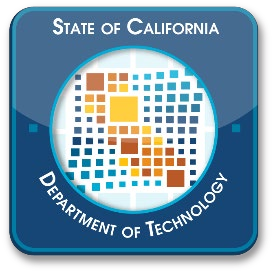 STATE OF CALIFORNIA
DEPARTMENT OF TECHNOLOGY